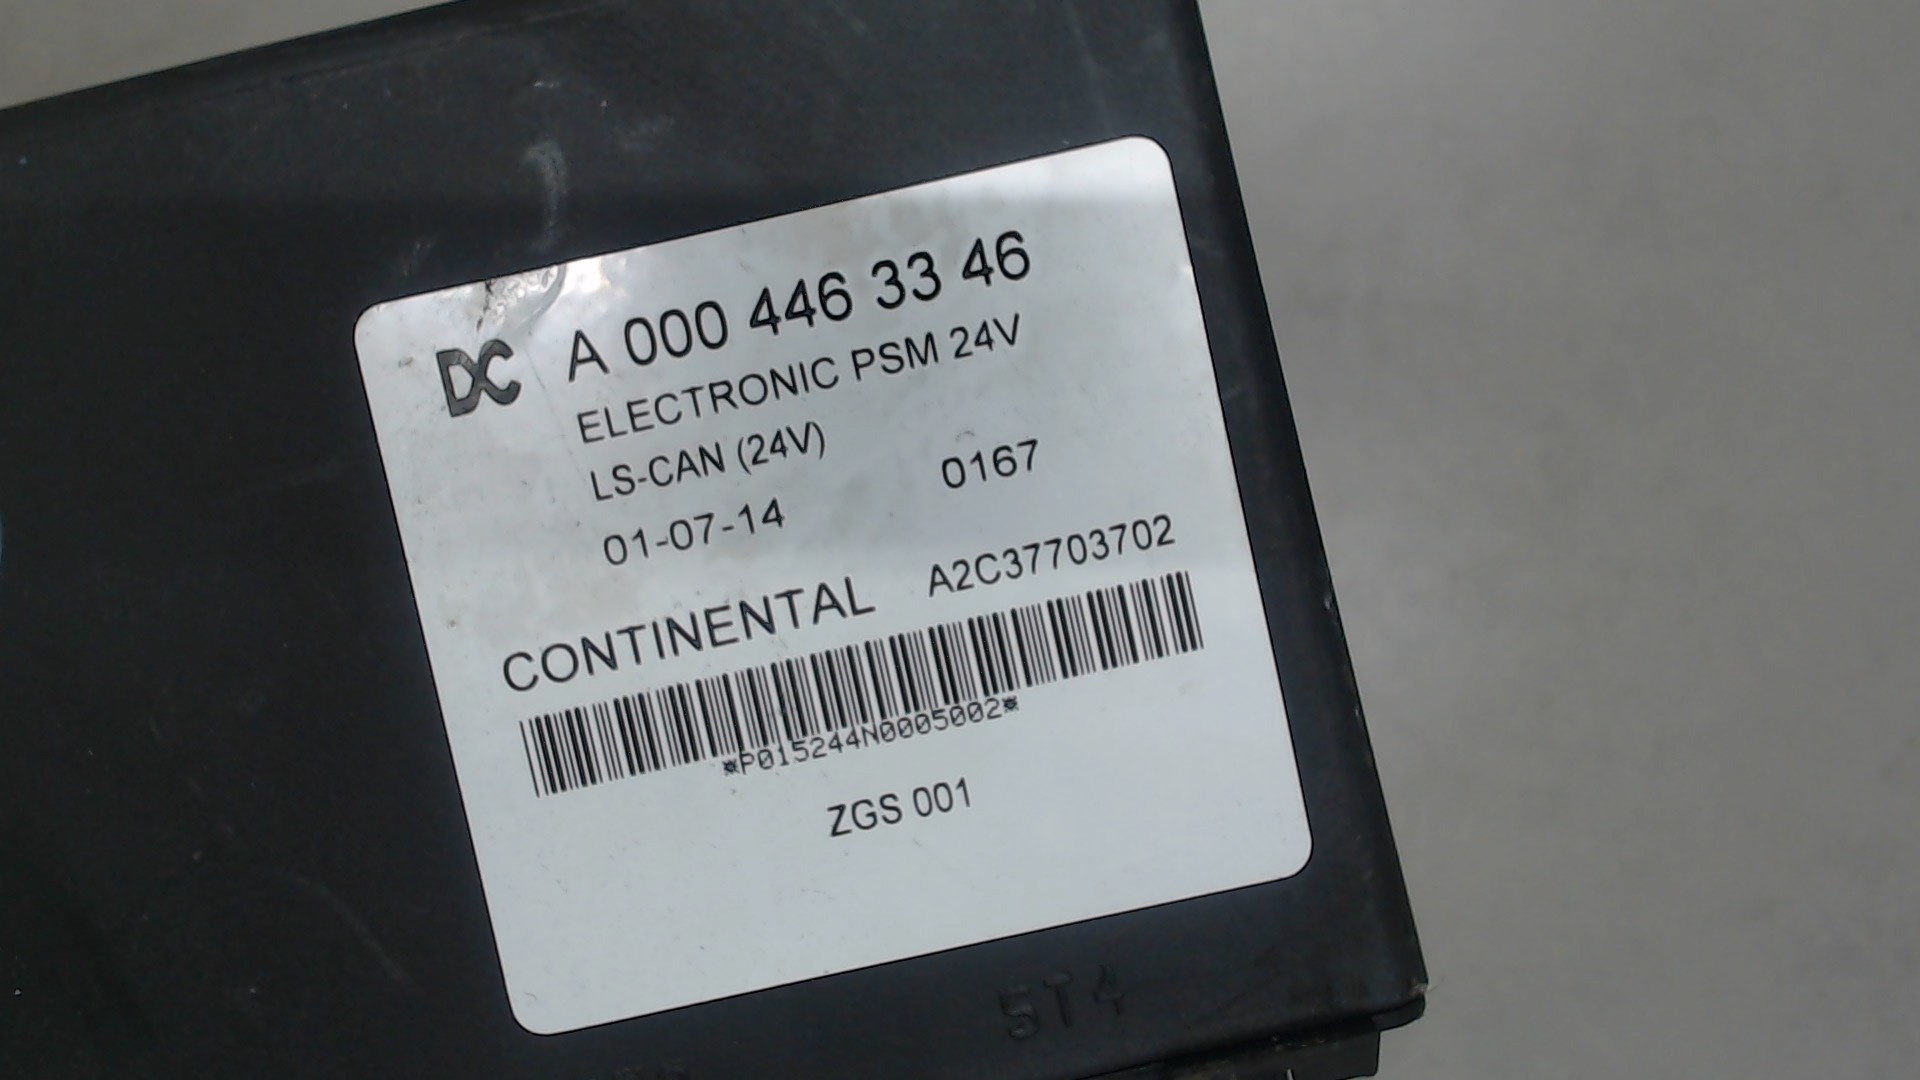 DC A 000 446 33 46
ELECTRONIC PSM 24V
LS-CAN (24V)
01-07-14 0167
CONTINENTAL A2C37703702
*P015244N0005002*
ZGS 001
5T4